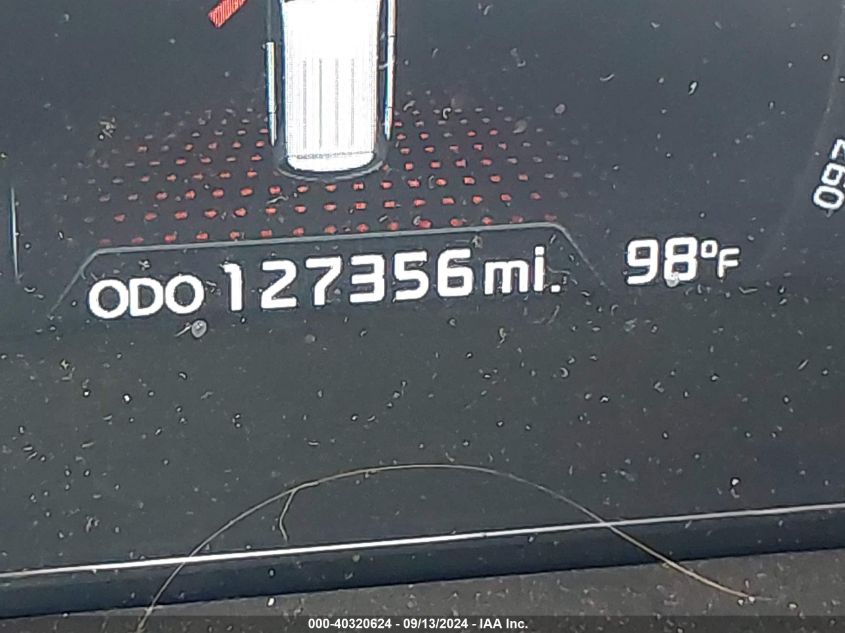 ODO 127356 mi. 98°F
000-40320624 - 09/13/2024 - IAA Inc.